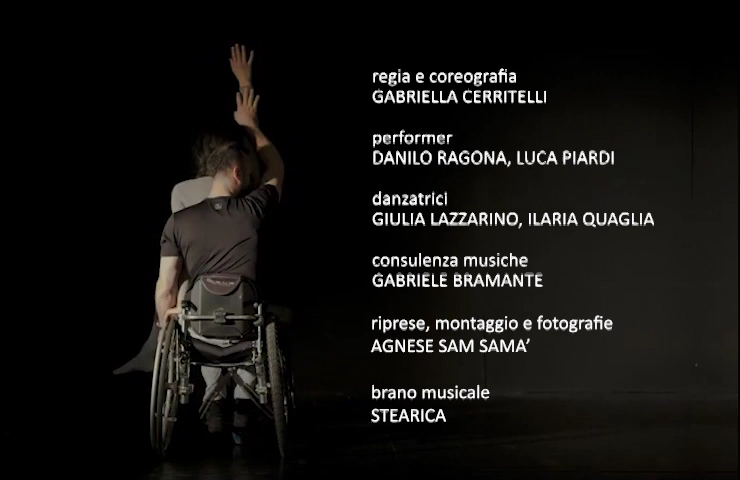 regia e coreografia
GABRIELLA CERRITELLI
performer
DANILO RAGONA, LUCA PIARDI
danzatrici
GIULIA LAZZARINO, ILARIA QUAGLIA
consulenza musiche
GABRIELE BRAMANTE
riprese, montaggio e fotografie
AGNESE SAM SAMA’
brano musicale
STEARICA